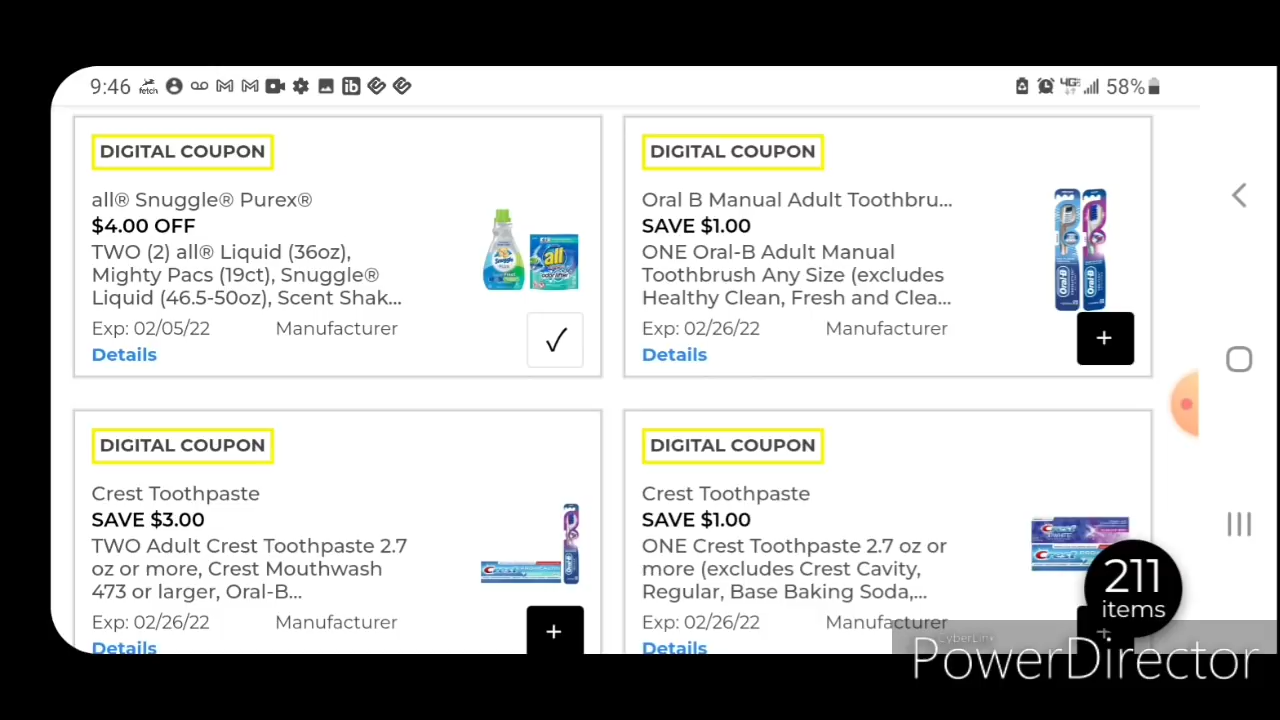 9:46 fetch 4G 58%
DIGITAL COUPON
all® Snuggle® Purex®
$4.00 OFF
TWO (2) all® Liquid (36oz),
Mighty Pacs (19ct), Snuggle®
Liquid (46.5-50oz), Scent Shak...
Exp: 02/05/22 Manufacturer
Details
DIGITAL COUPON
Oral B Manual Adult Toothbru...
SAVE $1.00
ONE Oral-B Adult Manual
Toothbrush Any Size (excludes
Healthy Clean, Fresh and Clea...
Exp: 02/26/22 Manufacturer
Details
DIGITAL COUPON
Crest Toothpaste
SAVE $3.00
TWO Adult Crest Toothpaste 2.7
oz or more, Crest Mouthwash
473 or larger, Oral-B...
Exp: 02/26/22 Manufacturer
Details
DIGITAL COUPON
Crest Toothpaste
SAVE $1.00
ONE Crest Toothpaste 2.7 oz or
more (excludes Crest Cavity,
Regular, Base Baking Soda,...
Exp: 02/26/22 Manufacturer
Details
211
items
CyberLink
PowerDirector